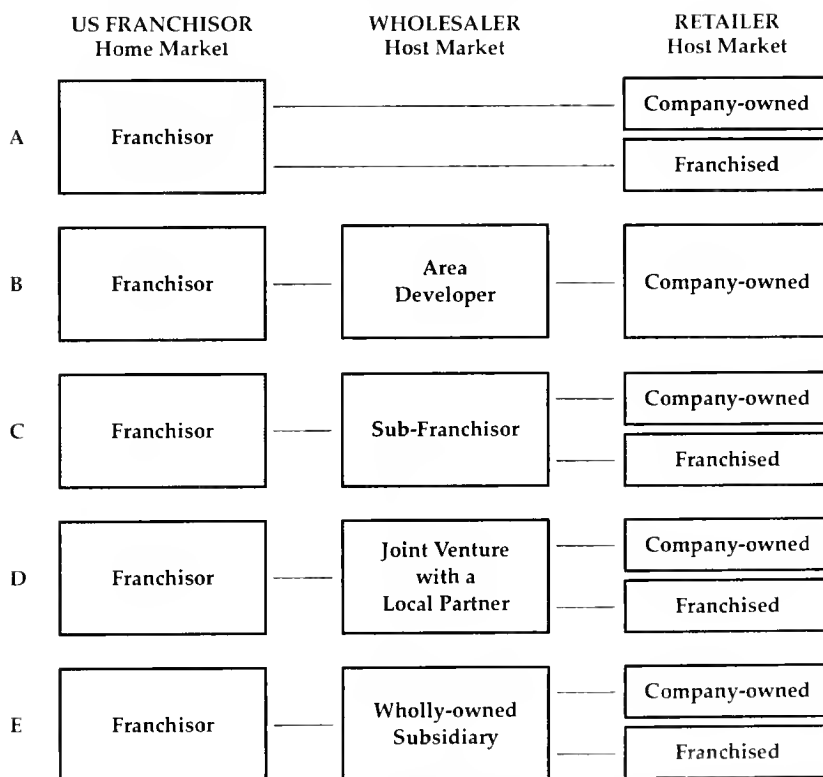 US FRANCHISOR
Home Market
WHOLESALER
Host Market
RETAILER
Host Market
A
Franchisor
Company-owned
Franchised
B
Franchisor
Area
Developer
Company-owned
C
Franchisor
Sub-Franchisor
Company-owned
Franchised
D
Franchisor
Joint Venture
with a
Local Partner
Company-owned
Franchised
E
Franchisor
Wholly-owned
Subsidiary
Company-owned
Franchised